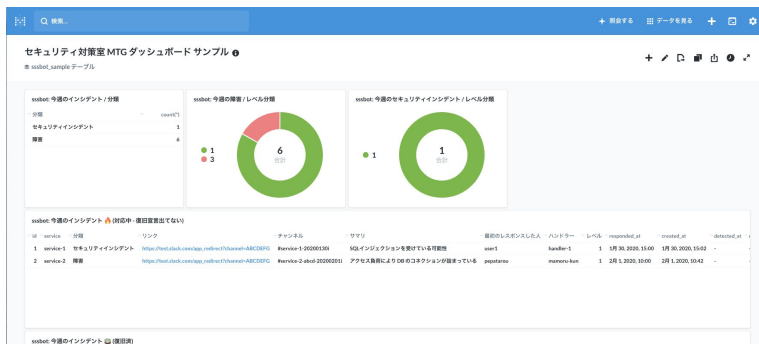 検索...
照会する
データを見る
セキュリティ対策室 MTG ダッシュボード サンプル
sssbot_sample テーブル
sssbot: 今週のインシデント / 分類
分類 count(*)
セキュリティインシデント 1
障害 6
sssbot: 今週の障害 / レベル分類
1
3
6
合計
sssbot: 今週のセキュリティインシデント / レベル分類
1
1
合計
sssbot: 今週のインシデント 🔥 (対応中 - 復旧宣言出てない)
id service 分類 リンク チャンネル サマリ 最初のレスポンスした人 ハンドラー レベル responded_at created_at detected_at
1 service-1 セキュリティインシデント https://test.slack.com/app_redirect?channel=ABCDEFG #service-1-20200130i SQLインジェクションを受けている可能性 user1 handler-1 1 1月 30, 2020, 15:00 1月 30, 2020, 15:02 -
2 service-2 障害 https://test.slack.com/app_redirect?channel=ABCDEFG #service-2-abcd-20200201i アクセス負荷により DB のコネクションが詰まっている pepatarou mamoru-kun 1 2月 1, 2020, 10:00 2月 1, 2020, 10:42 -
sssbot: 今週のインシデント (復旧済)